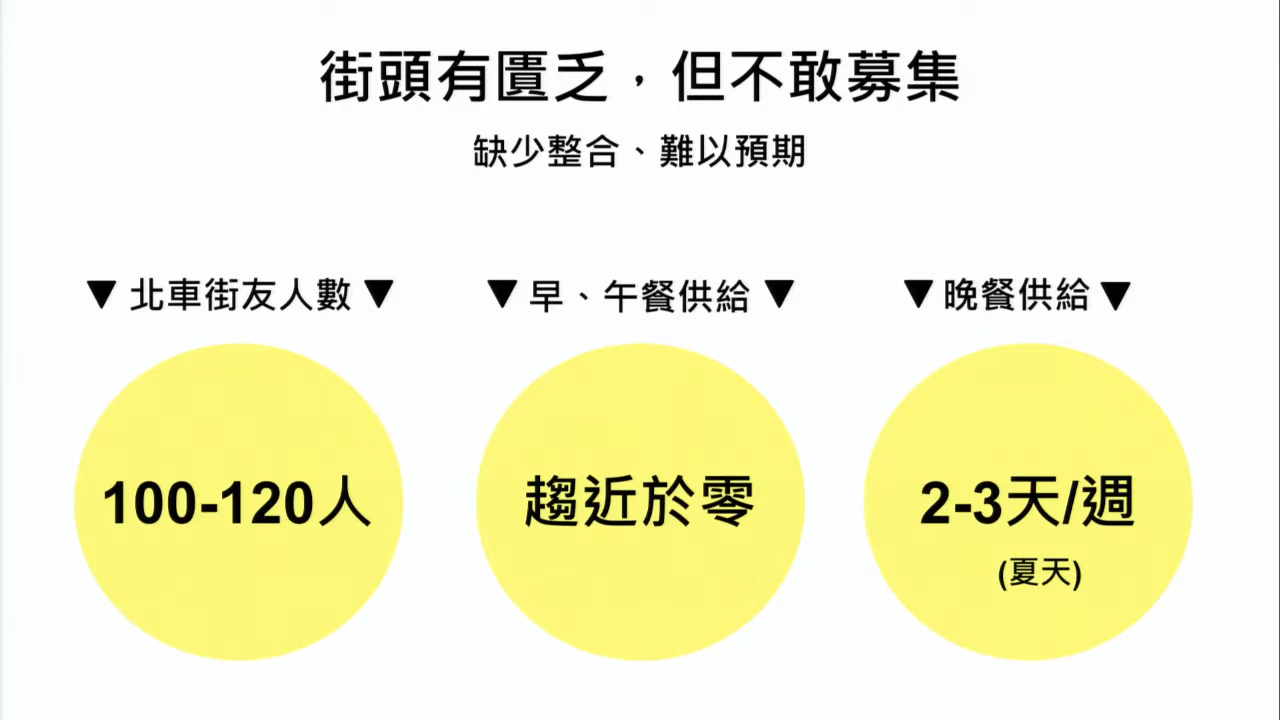 街頭有匱乏，但不敢募集
缺少整合、難以預期
▼ 北車街友人數 ▼
▼ 早、午餐供給 ▼
▼ 晚餐供給 ▼
100-120人
趨近於零
2-3天/週
(夏天)